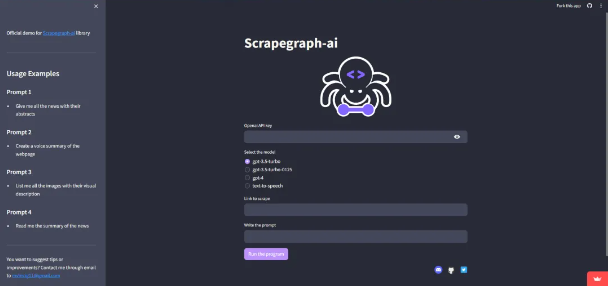 Official demo for Scrapegraph-ai library
Usage Examples
Prompt 1
Give me all the news with their
abstracts
Prompt 2
Create a voice summary of the
webpage
Prompt 3
List me all the images with their visual
description
Prompt 4
Read me the summary of the news
You want to suggest tips or
improvements? Contact me through email
to
Fork this app
Scrapegraph-ai
<>
Openai API key
Select the model
gpt-3.5-turbo
gpt-3.5-turbo-0125
gpt-4
text-to-speech
Link to scrape
Write the prompt
Run the program